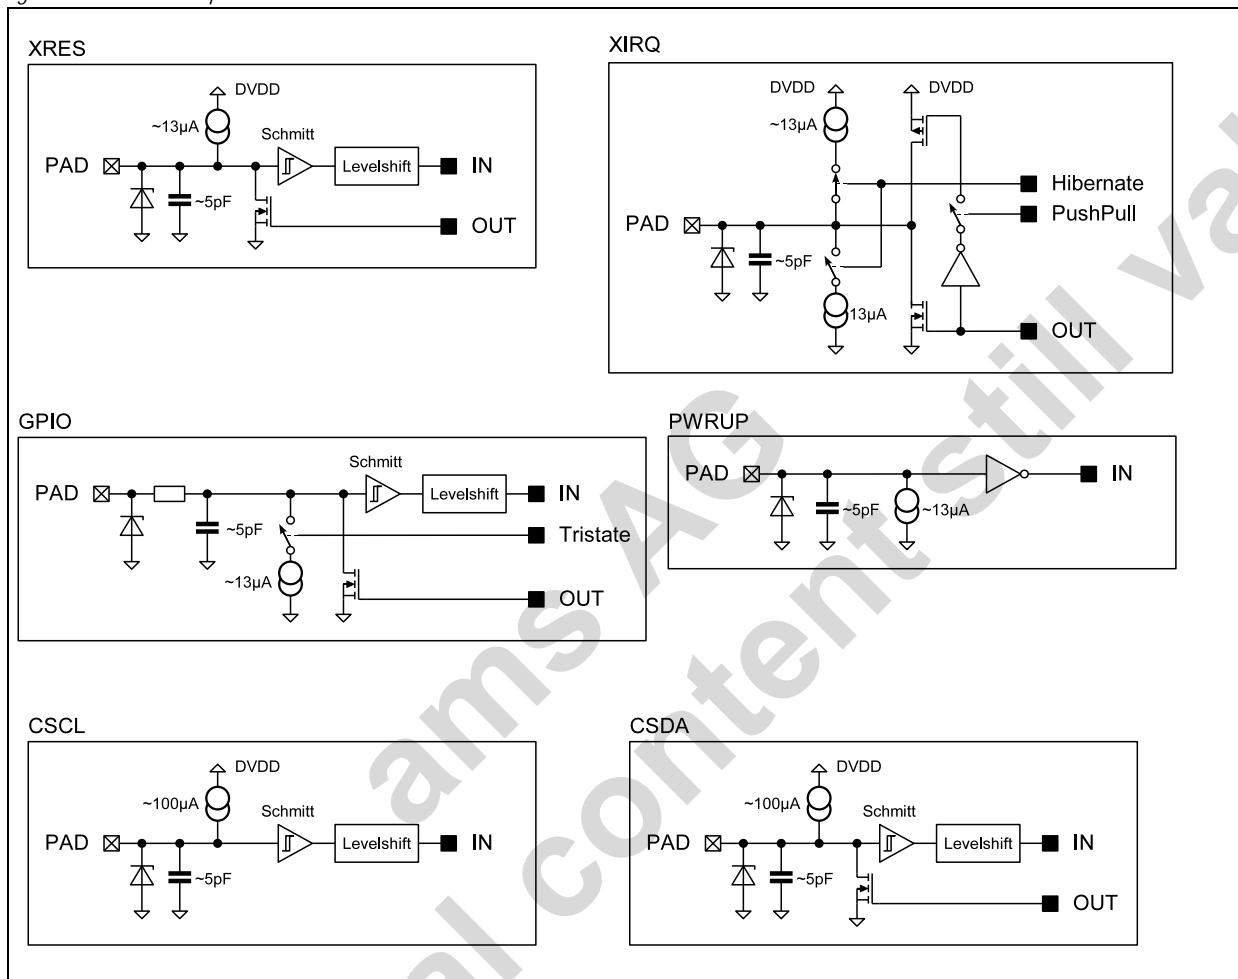 XRES
DVDD
~13µA
Schmitt
PAD
Levelshift
IN
~5pF
OUT
XIRQ
DVDD
DVDD
~13µA
Hibernate
PushPull
PAD
~5pF
13µA
OUT
GPIO
Schmitt
PAD
Levelshift
IN
~5pF
Tristate
~13µA
OUT
PWRUP
PAD
IN
~5pF
~13µA
CSCL
DVDD
~100µA
Schmitt
PAD
Levelshift
IN
~5pF
CSDA
DVDD
~100µA
Schmitt
PAD
Levelshift
IN
~5pF
OUT
ams AG
content still